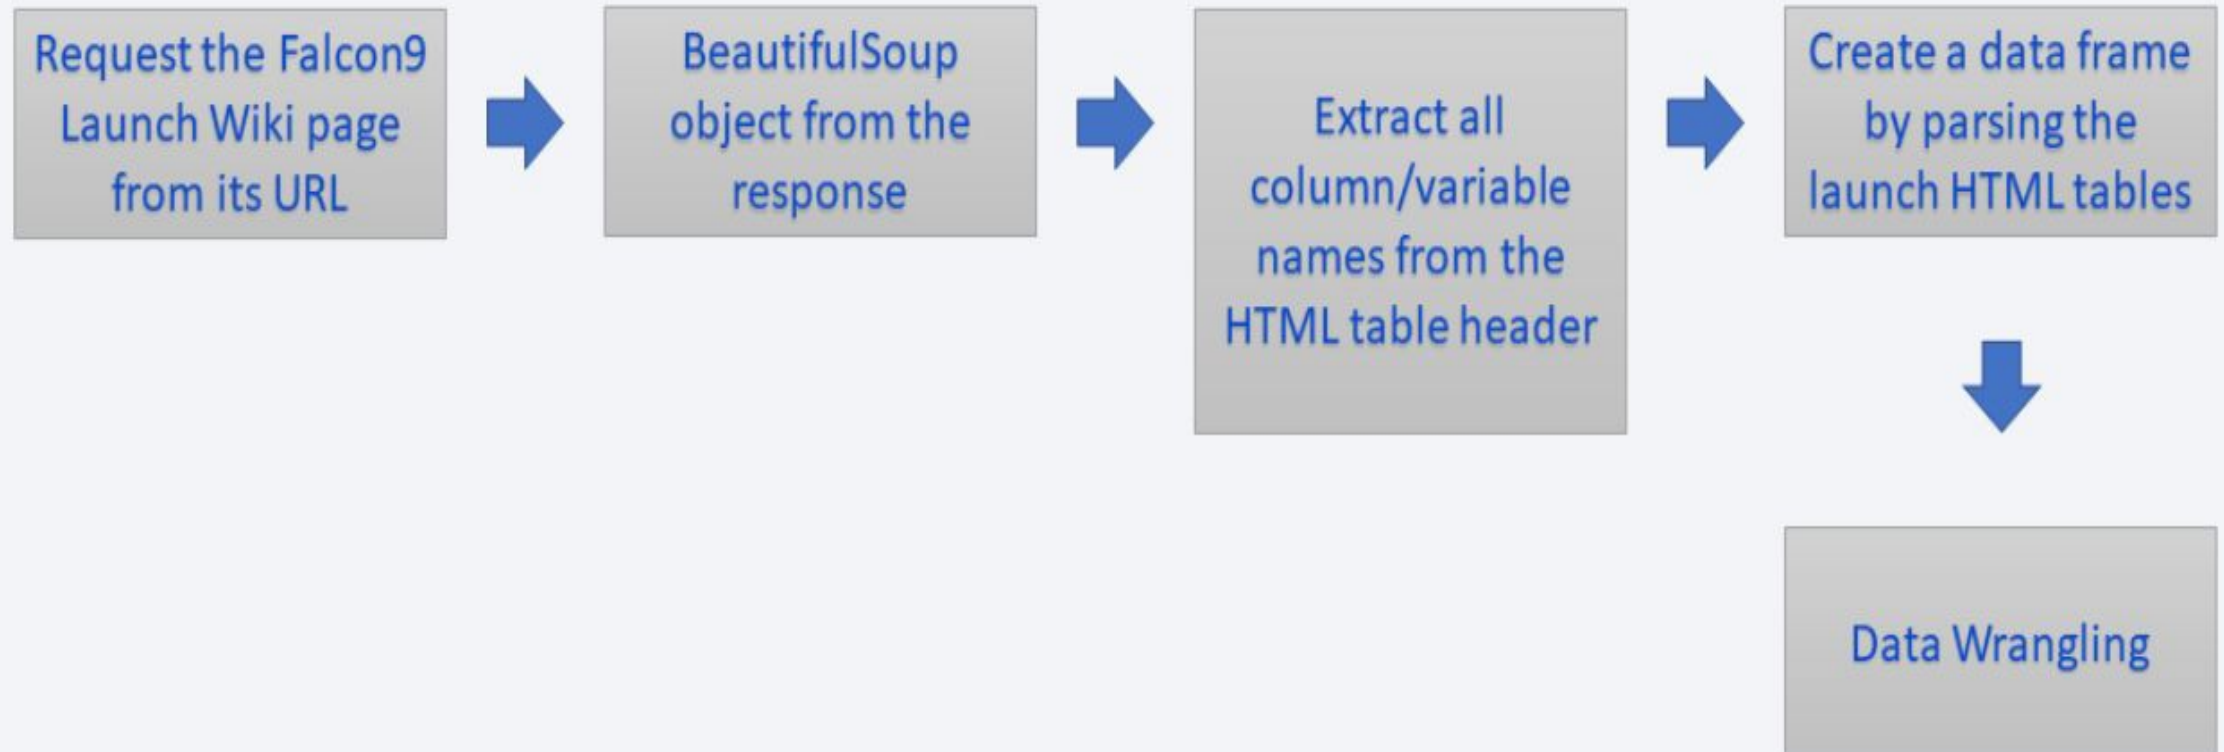 Request the Falcon9
Launch Wiki page
from its URL
BeautifulSoup
object from the
response
Extract all
column/variable
names from the
HTML table header
Create a data frame
by parsing the
launch HTML tables
Data Wrangling